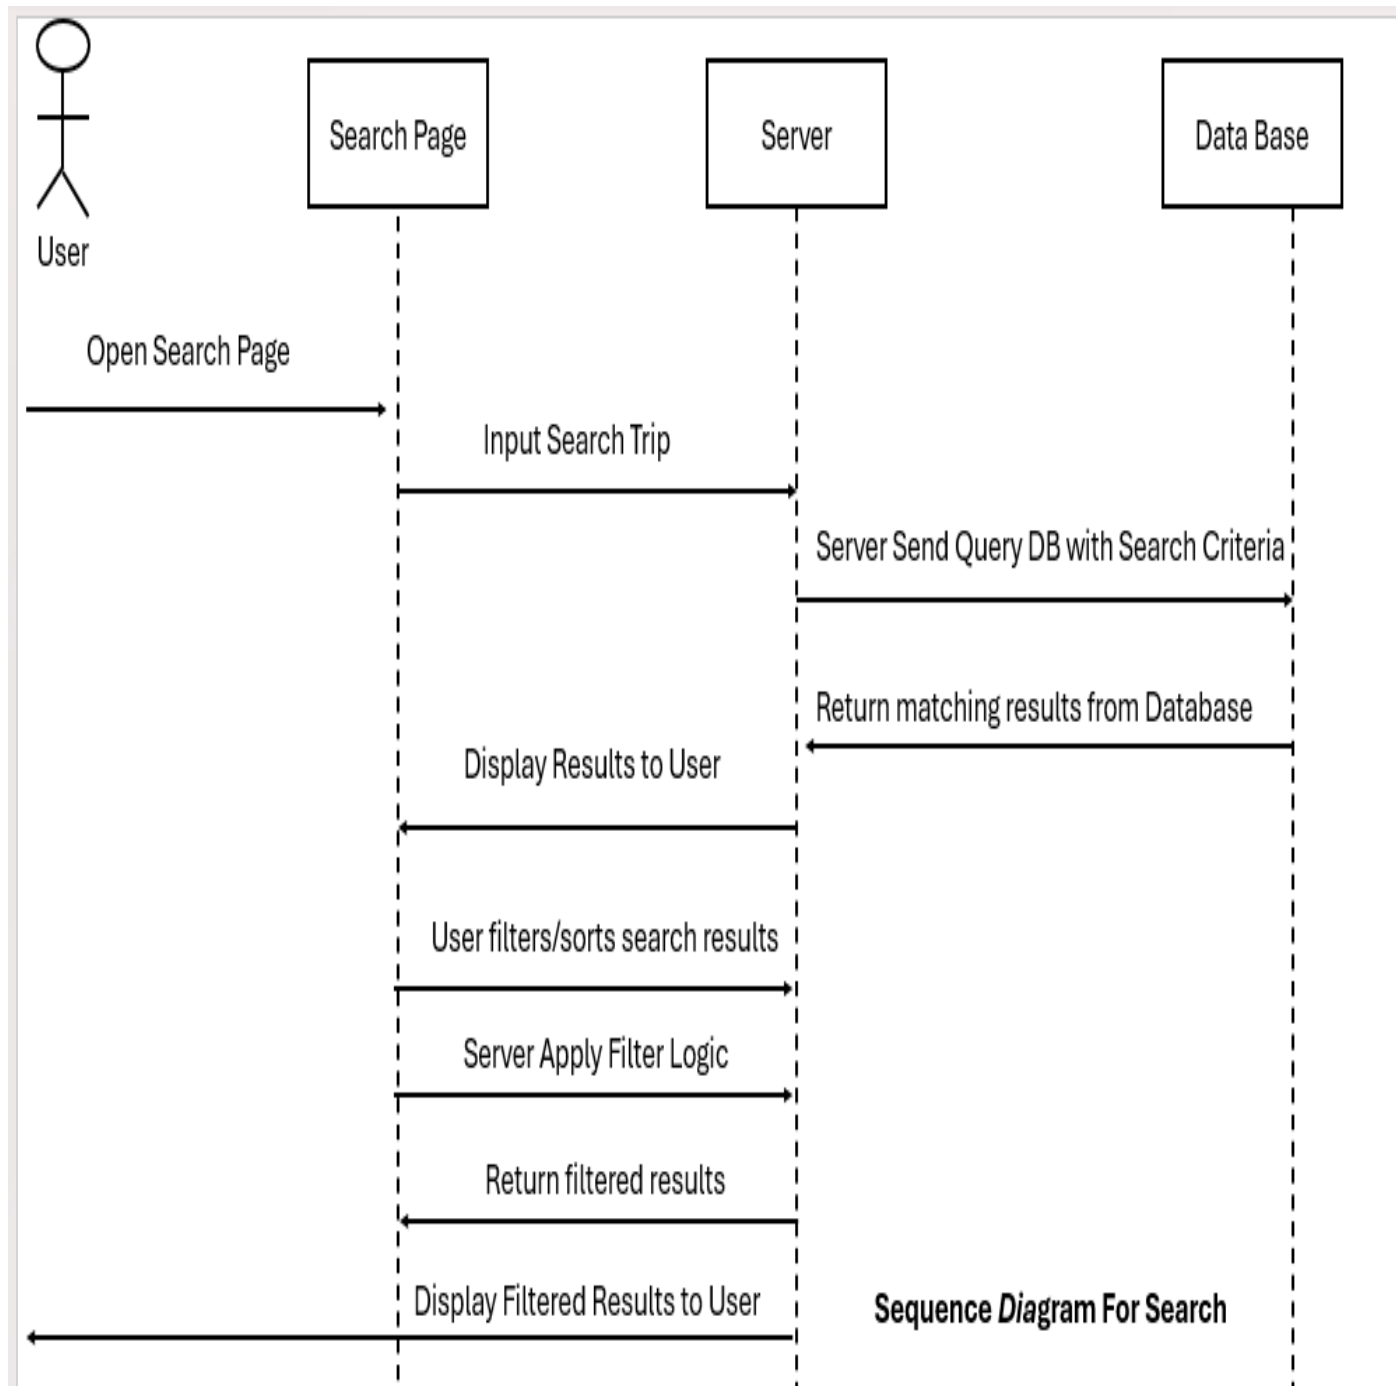 Search Page
Server
Data Base
User
Open Search Page
Input Search Trip
Server Send Query DB with Search Criteria
Return matching results from Database
Display Results to User
User filters/sorts search results
Server Apply Filter Logic
Return filtered results
Display Filtered Results to User
Sequence Diagram For Search